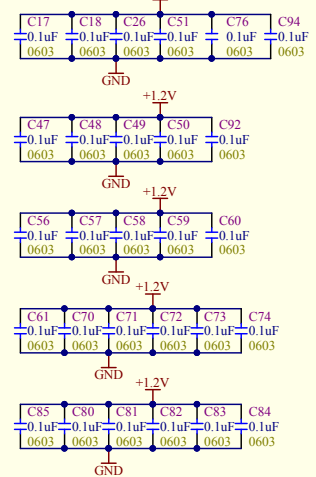 C17 C18 C26 C51 C76 C94
0.1uF 0.1uF 0.1uF 0.1uF 0.1uF 0.1uF
0603 0603 0603 0603 0603 0603
GND
+1.2V
C47 C48 C49 C50 C92
0.1uF 0.1uF 0.1uF 0.1uF 0.1uF
0603 0603 0603 0603 0603
GND
+1.2V
C56 C57 C58 C59 C60
0.1uF 0.1uF 0.1uF 0.1uF 0.1uF
0603 0603 0603 0603 0603
GND
+1.2V
C61 C70 C71 C72 C73 C74
0.1uF 0.1uF 0.1uF 0.1uF 0.1uF 0.1uF
0603 0603 0603 0603 0603 0603
GND
+1.2V
C85 C80 C81 C82 C83 C84
0.1uF 0.1uF 0.1uF 0.1uF 0.1uF 0.1uF
0603 0603 0603 0603 0603 0603
GND